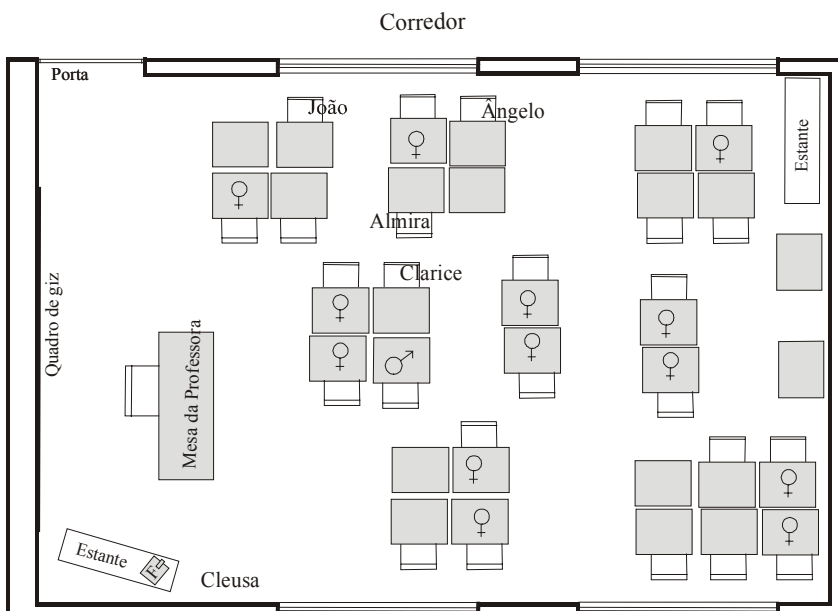 Corredor
Porta
João
Ângelo
Estante
Almira
Clarice
Quadro de giz
Mesa da Professora
Estante
F
Cleusa